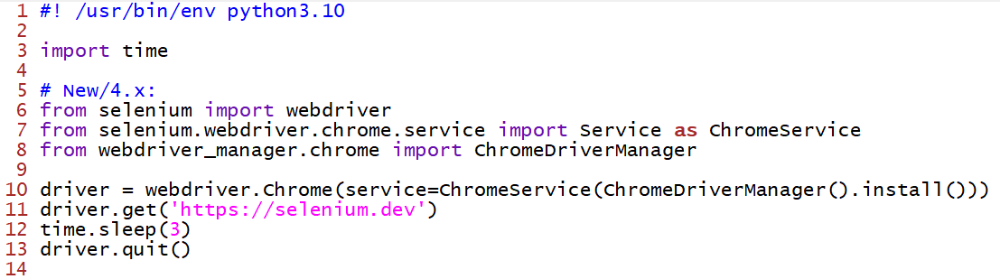 1 #! /usr/bin/env python3.10
2
3 import time
4
5 # New/4.x:
6 from selenium import webdriver
7 from selenium.webdriver.chrome.service import Service as ChromeService
8 from webdriver_manager.chrome import ChromeDriverManager
9
10 driver = webdriver.Chrome(service=ChromeService(ChromeDriverManager().install()))
11 driver.get('https://selenium.dev')
12 time.sleep(3)
13 driver.quit()
14